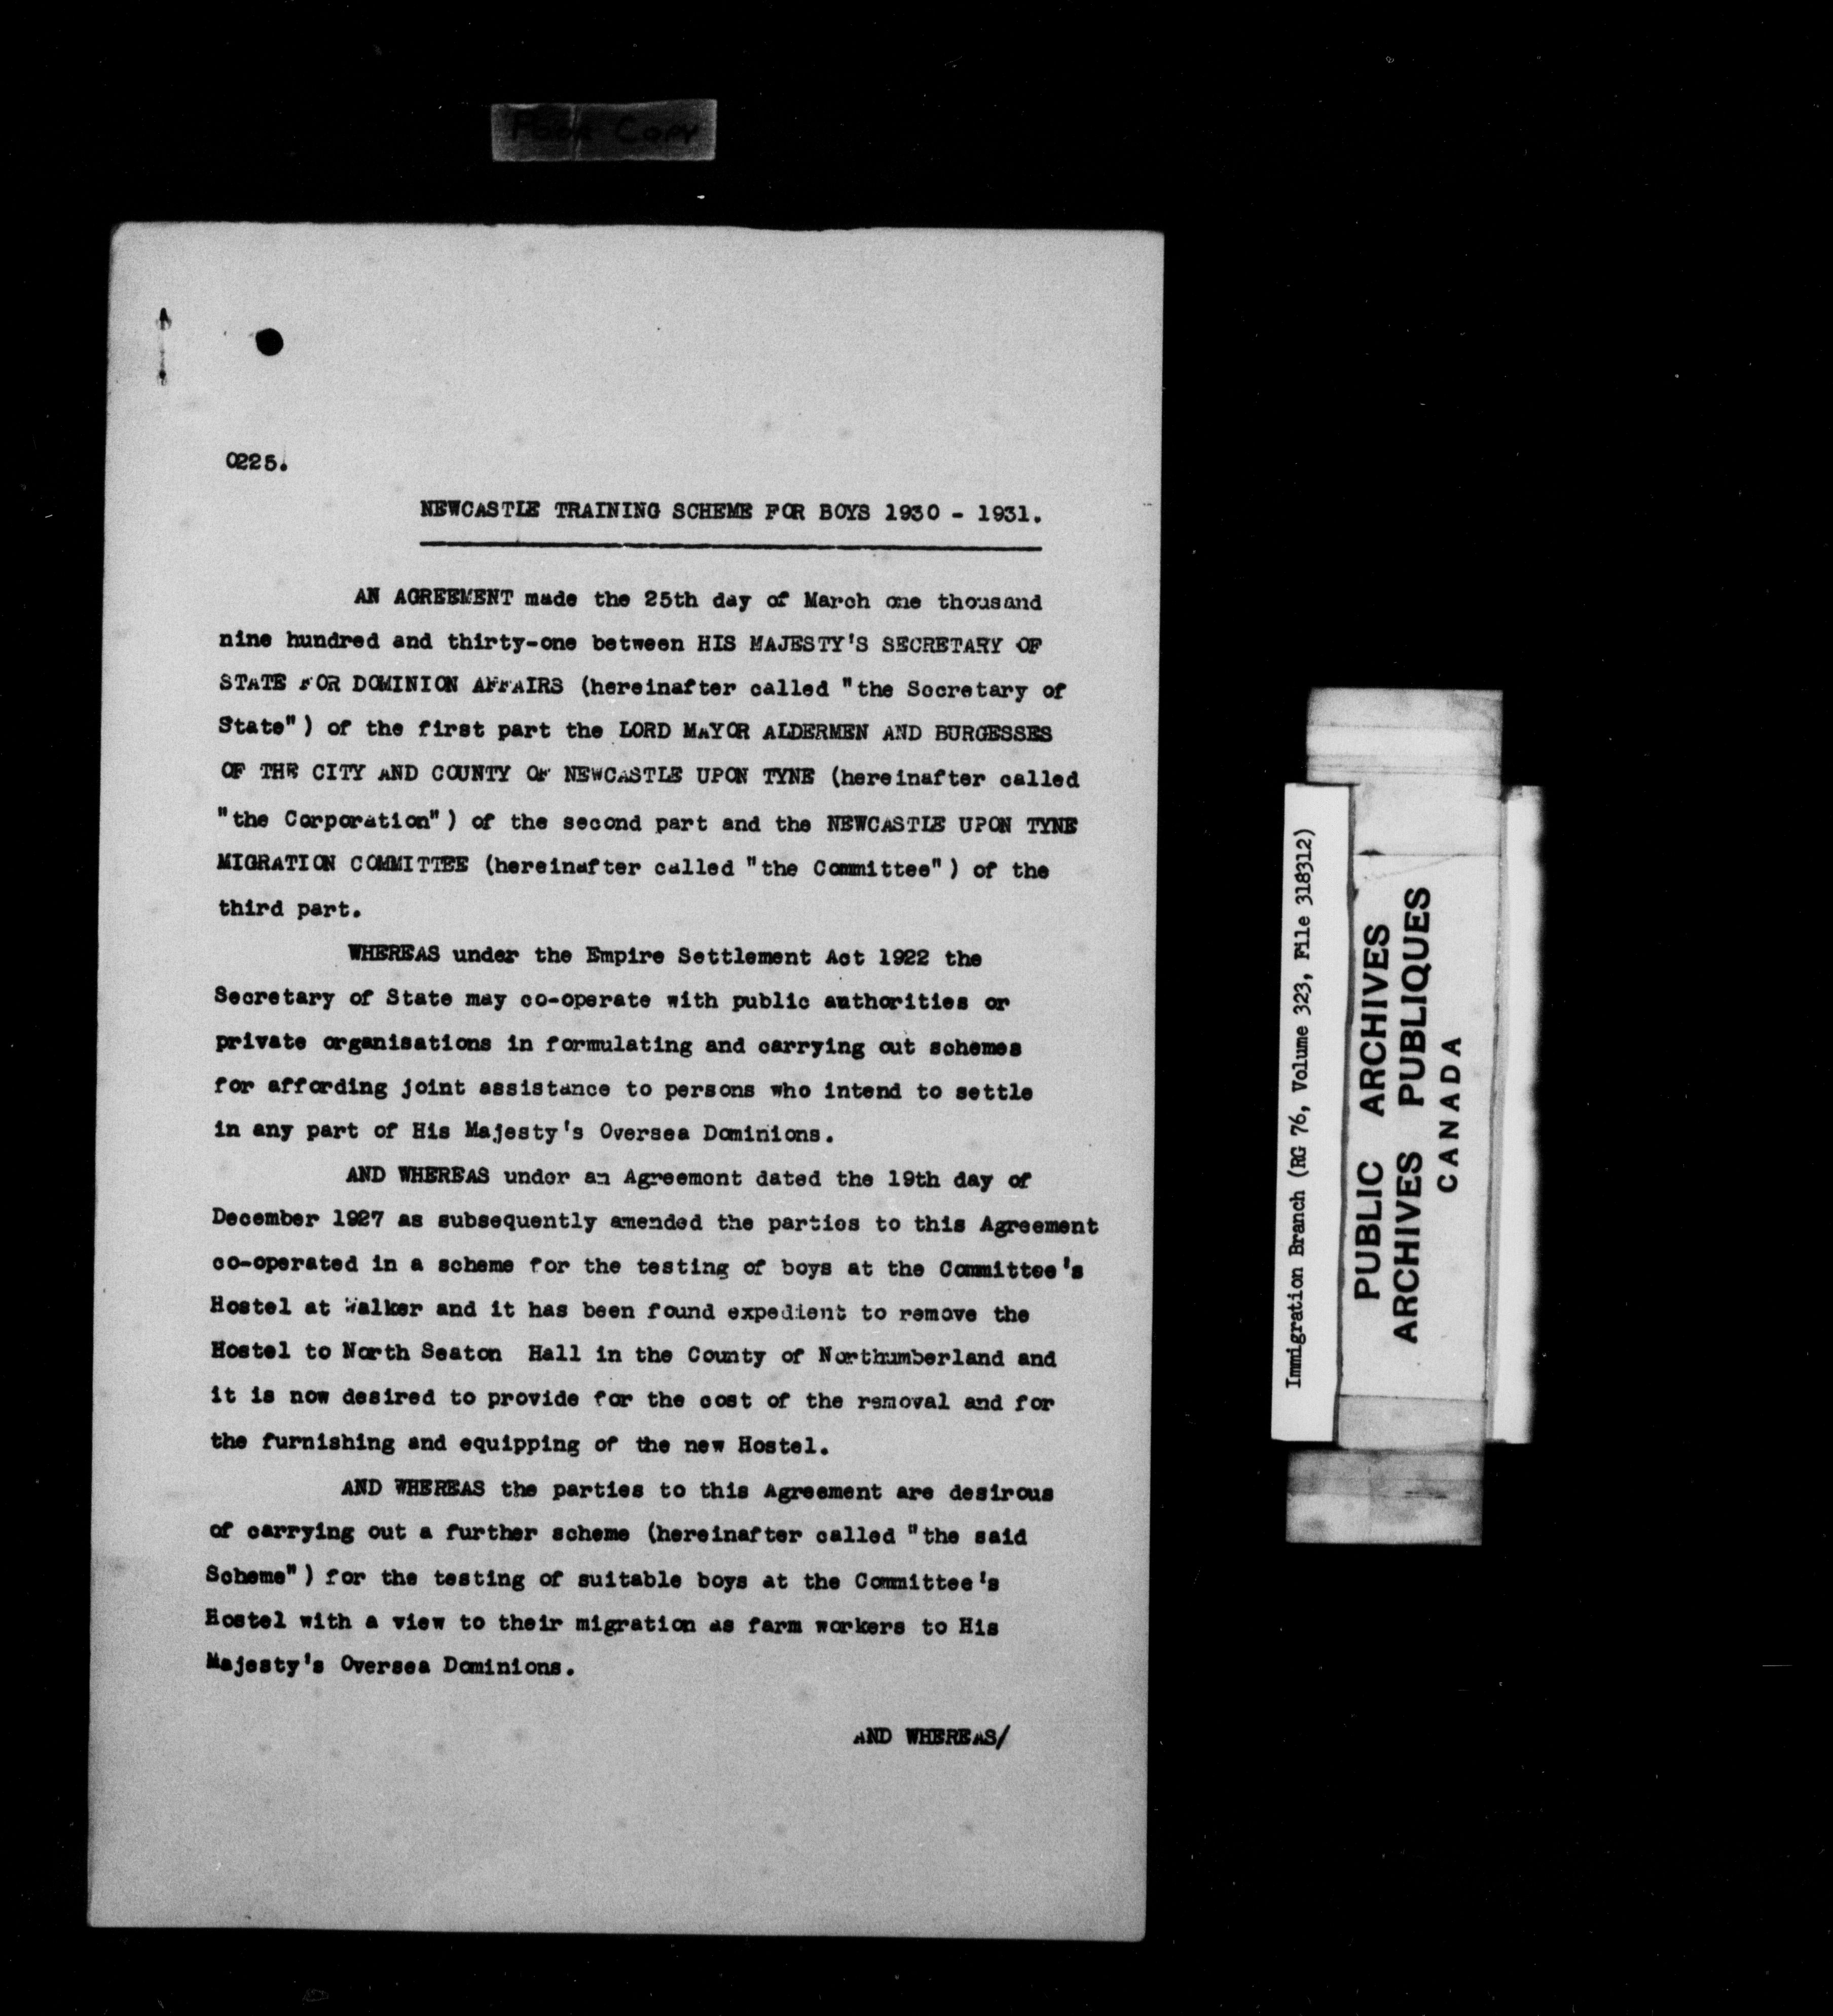 Poor Copy
0225.
NEWCASTLE TRAINING SCHEME FOR BOYS 1930 - 1931.
AN AGREEMENT made the 25th day of March one thousand
nine hundred and thirty-one between HIS MAJESTY'S SECRETARY OF
STATE FOR DOMINION AFFAIRS (hereinafter called "the Secretary of
State") of the first part the LORD MAYOR ALDERMEN AND BURGESSES
OF THE CITY AND COUNTY OF NEWCASTLE UPON TYNE (hereinafter called
"the Corporation") of the second part and the NEWCASTLE UPON TYNE
MIGRATION COMMITTEE (hereinafter called "the Committee") of the
third part.
WHEREAS under the Empire Settlement Act 1922 the
Secretary of State may co-operate with public authorities or
private organisations in formulating and carrying out schemes
for affording joint assistance to persons who intend to settle
in any part of His Majesty's Oversea Dominions.
AND WHEREAS under an Agreement dated the 19th day of
December 1927 as subsequently amended the parties to this Agreement
co-operated in a scheme for the testing of boys at the Committee's
Hostel at Walker and it has been found expedient to remove the
Hostel to North Seaton Hall in the County of Northumberland and
it is now desired to provide for the cost of the removal and for
the furnishing and equipping of the new Hostel.
AND WHEREAS the parties to this Agreement are desirous
of carrying out a further scheme (hereinafter called "the said
Scheme") for the testing of suitable boys at the Committee's
Hostel with a view to their migration as farm workers to His
Majesty's Oversea Dominions.
AND WHEREAS/
Immigration Branch (RG 76, Volume 323, File 318312)
PUBLIC ARCHIVES
ARCHIVES PUBLIQUES
CANADA